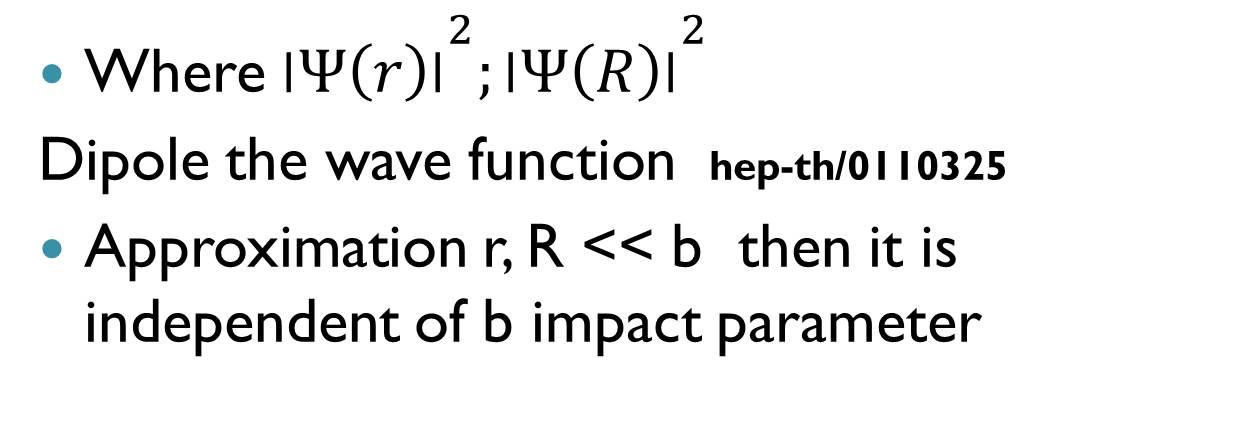 • Where |Ψ(r)|²; |Ψ(R)|²
Dipole the wave function hep-th/0110325
• Approximation r, R << b then it is
independent of b impact parameter